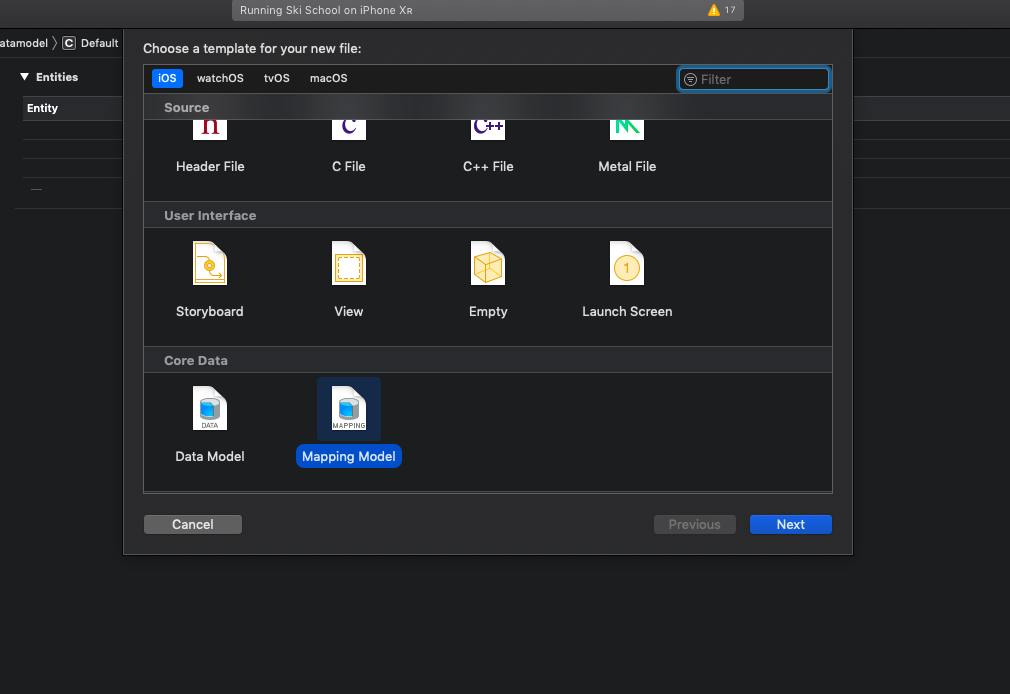 Running Ski School on iPhone Xʀ
17
atamodel
C
Default
Choose a template for your new file:
iOS
watchOS
tvOS
macOS
Filter
Entities
Entity
Source
h
C
C++
Header File
C File
C++ File
Metal File
User Interface
1
Storyboard
View
Empty
Launch Screen
Core Data
DATA
MAPPING
Data Model
Mapping Model
Cancel
Previous
Next